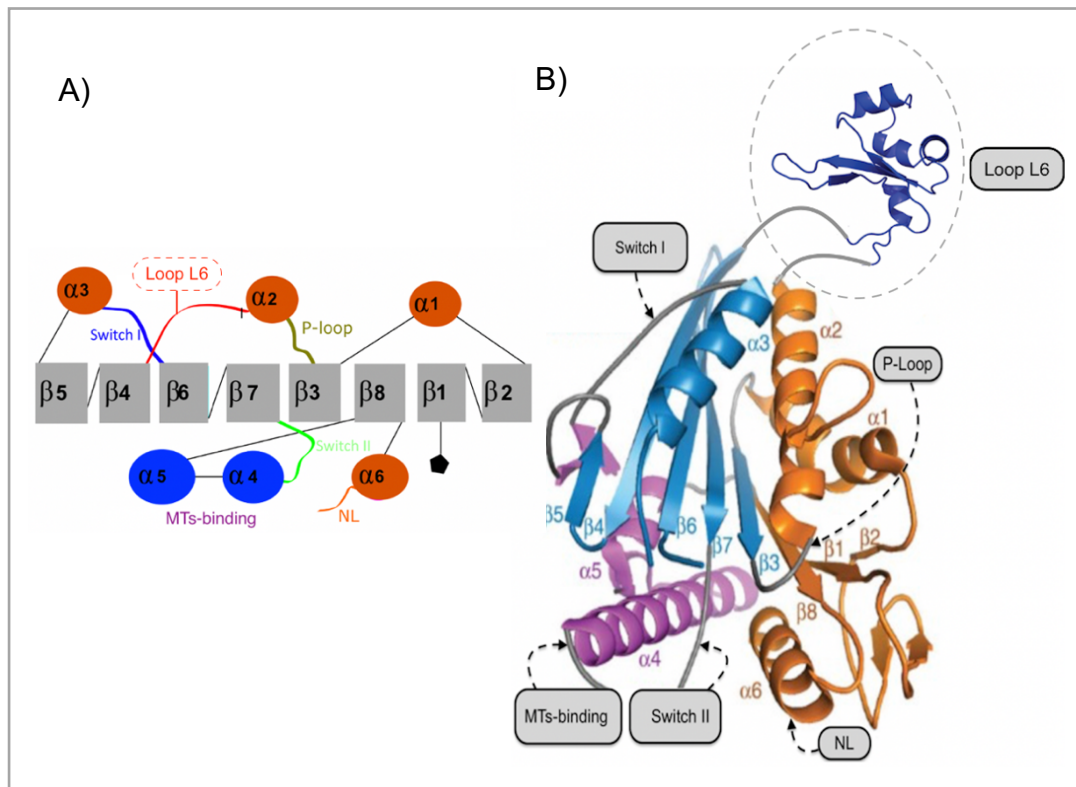 A)
Loop L6
α3
α2
α1
Switch I
P-loop
β5
β4
β6
β7
β3
β8
β1
β2
Switch II
α5
α4
α6
MTs-binding
NL
B)
Loop L6
Switch I
α3
α2
P-Loop
α1
β5
β4
β6
β7
β3
β1
β2
α5
β8
α4
α6
MTs-binding
Switch II
NL